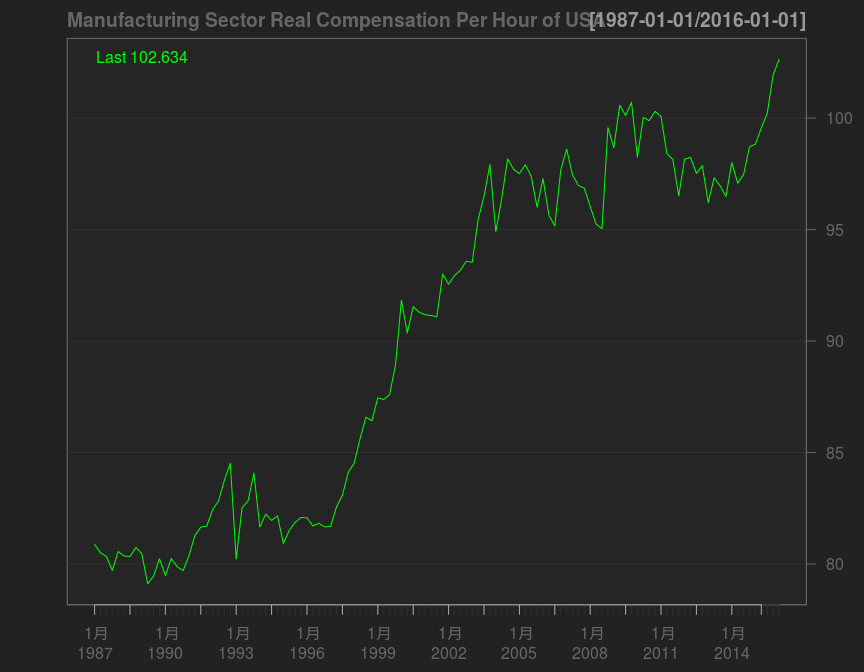 Manufacturing Sector Real Compensation Per Hour of USA[1987-01-01/2016-01-01]
Last 102.634
100
95
90
85
80
1月 1月 1月 1月 1月 1月 1月 1月 1月 1月
1987 1990 1993 1996 1999 2002 2005 2008 2011 2014